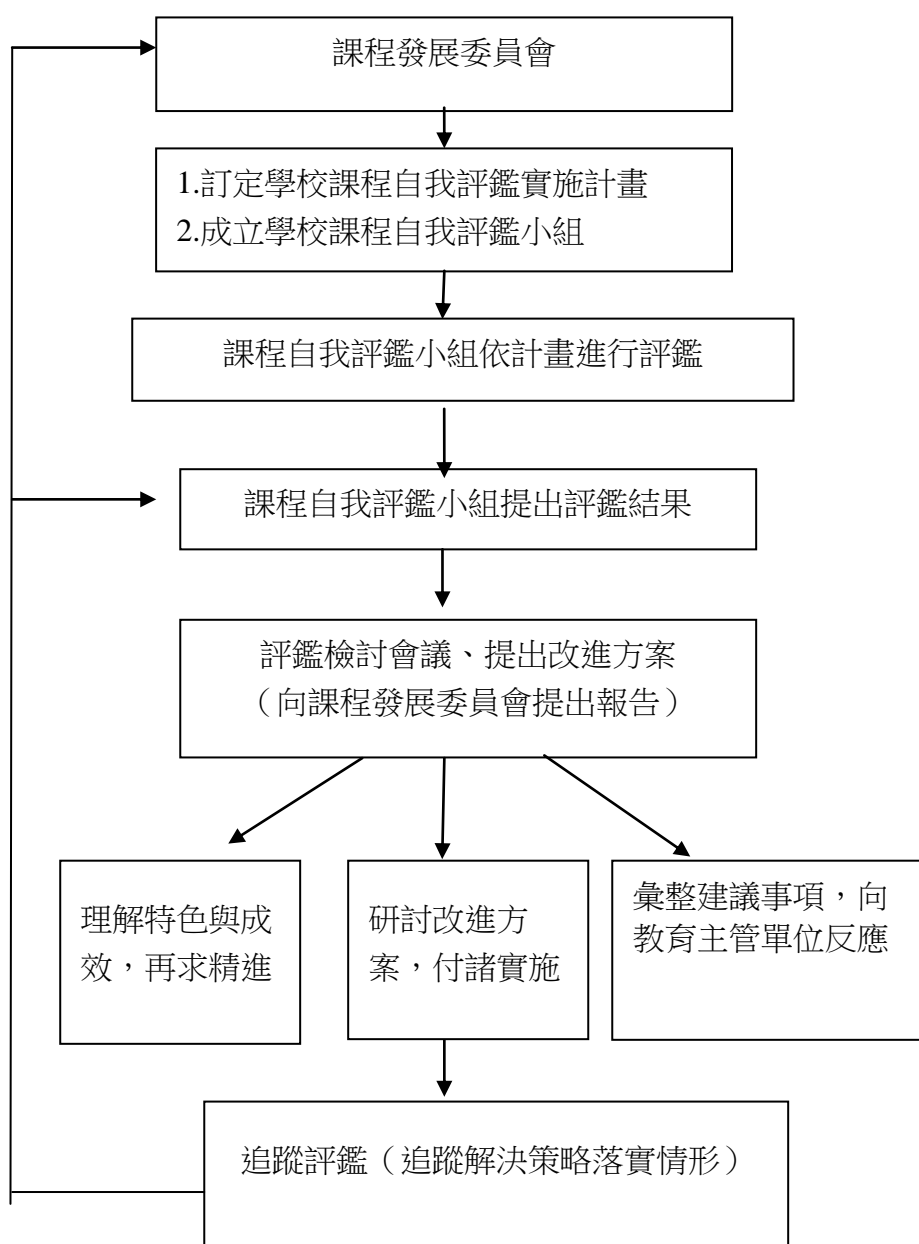 課程發展委員會
1.訂定學校課程自我評鑑實施計畫
2.成立學校課程自我評鑑小組
課程自我評鑑小組依計畫進行評鑑
課程自我評鑑小組提出評鑑結果
評鑑檢討會議、提出改進方案
（向課程發展委員會提出報告）
理解特色與成
效，再求精進
研討改進方
案，付諸實施
彙整建議事項，向
教育主管單位反應
追蹤評鑑（追蹤解決策略落實情形）